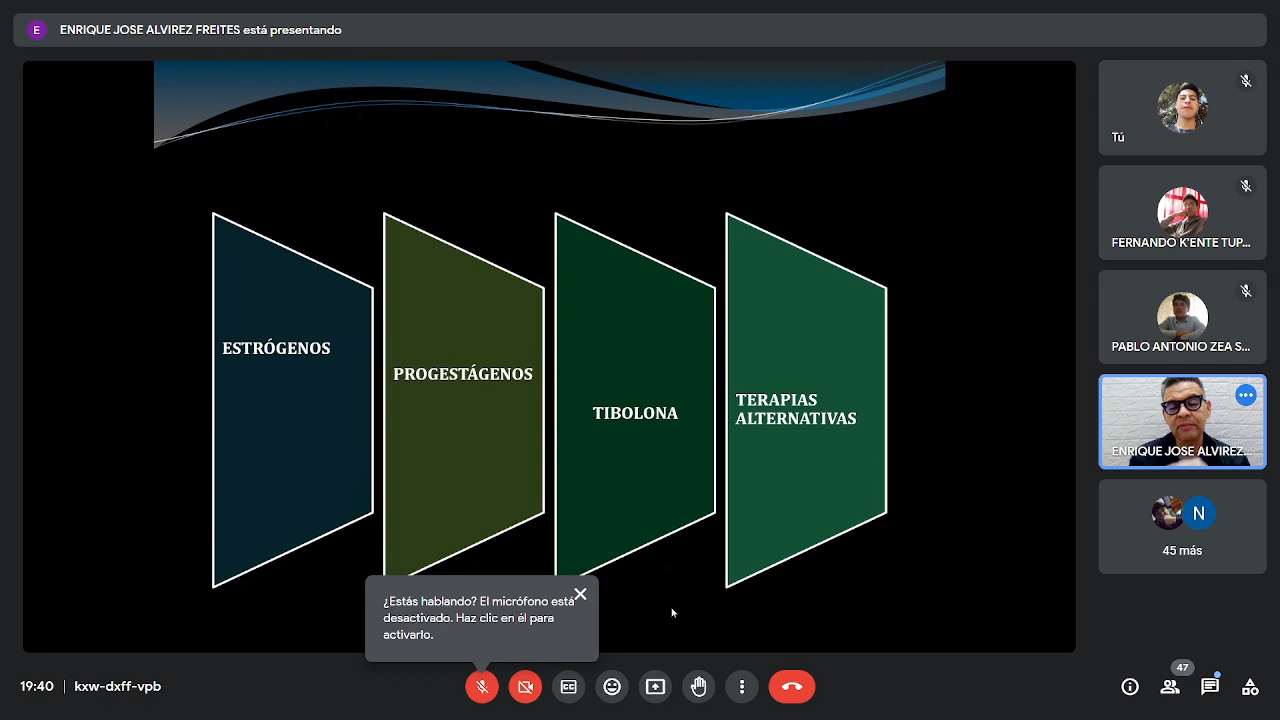 E
ENRIQUE JOSE ALVIREZ FREITES está presentando
ESTRÓGENOS
PROGESTÁGENOS
TIBOLONA
TERAPIAS
ALTERNATIVAS
Tú
FERNANDO K'ENTE TUP...
PABLO ANTONIO ZEA S...
ENRIQUE JOSE ALVIREZ...
N
45 más
¿Estás hablando? El micrófono está
desactivado. Haz clic en él para
activarlo.
19:40 | kxw-dxff-vpb
47